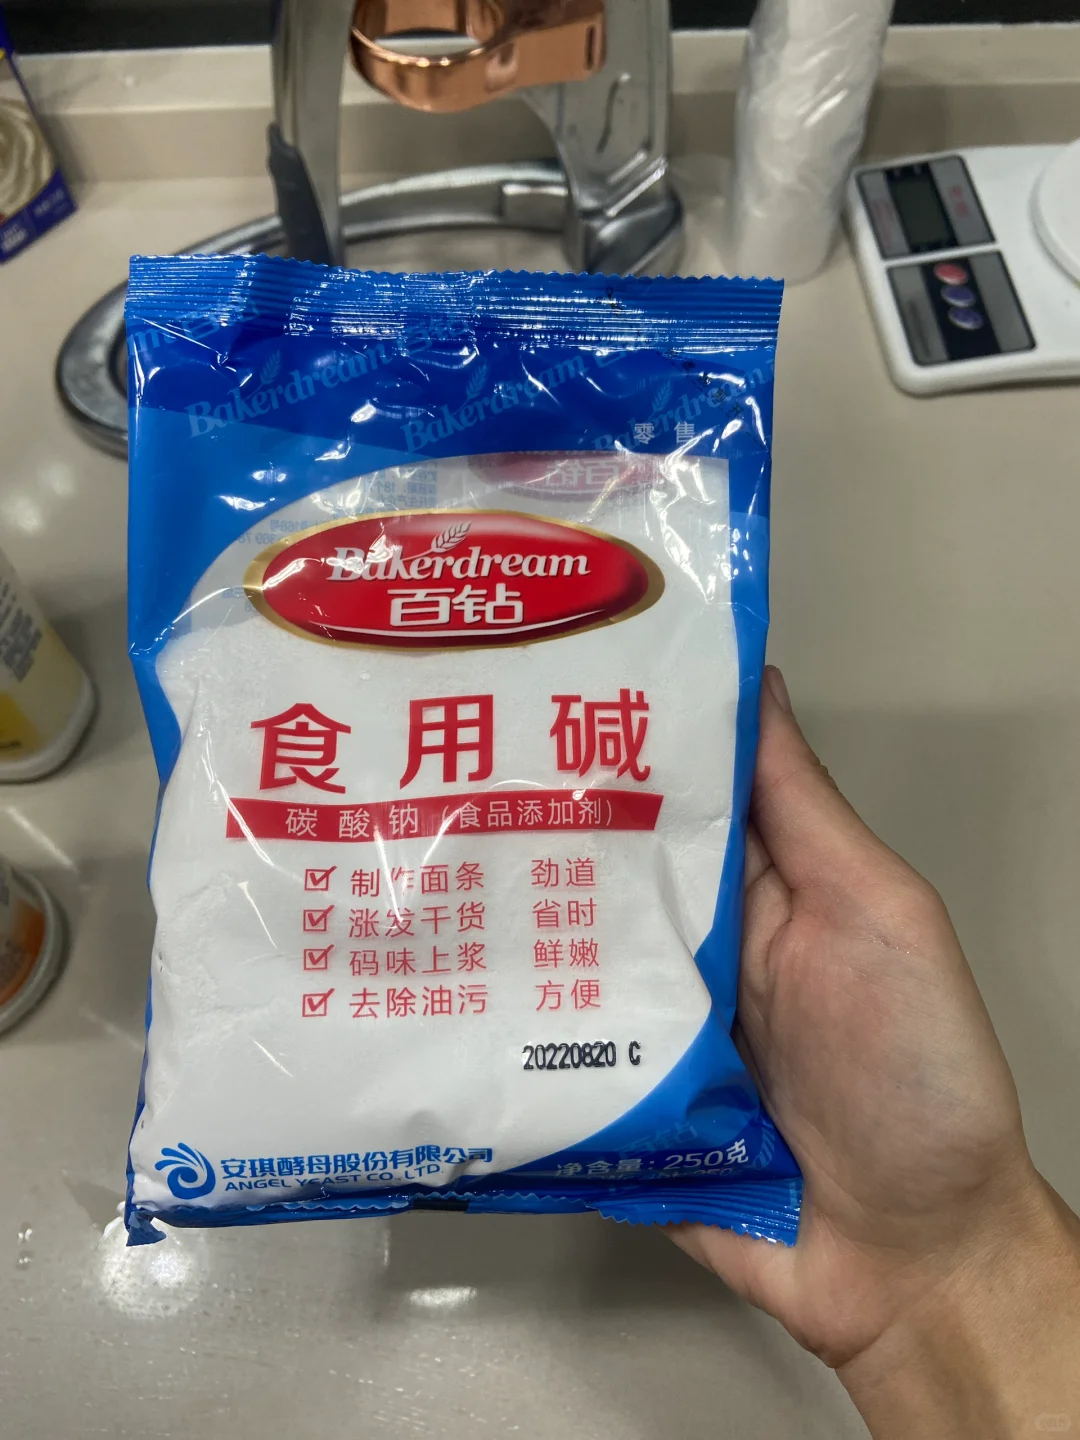 Bakerdream
Bakerdream
Bakerdream
零售
Bakerdream
百钻
食用碱
碳酸钠（食品添加剂）
制作面条 劲道
涨发干货 省时
码味上浆 鲜嫩
去除油污 方便
20220820 C
安琪酵母股份有限公司
ANGEL YEAST CO.,LTD.
净含量：250克